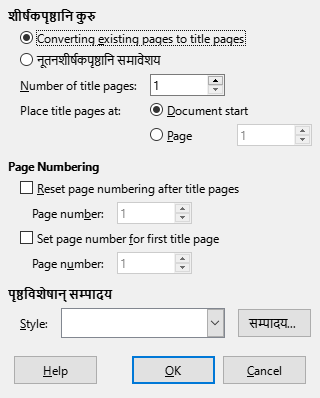 शीर्षकपृष्ठानि कुरु
Converting existing pages to title pages
नूतनशीर्षकपृष्ठानि समावेशय
Number of title pages: 1
Place title pages at: Document start
Page 1
Page Numbering
Reset page numbering after title pages
Page number: 1
Set page number for first title page
Page number: 1
पृष्ठविशेषान् सम्पादय
Style: सम्पादय...
Help OK Cancel